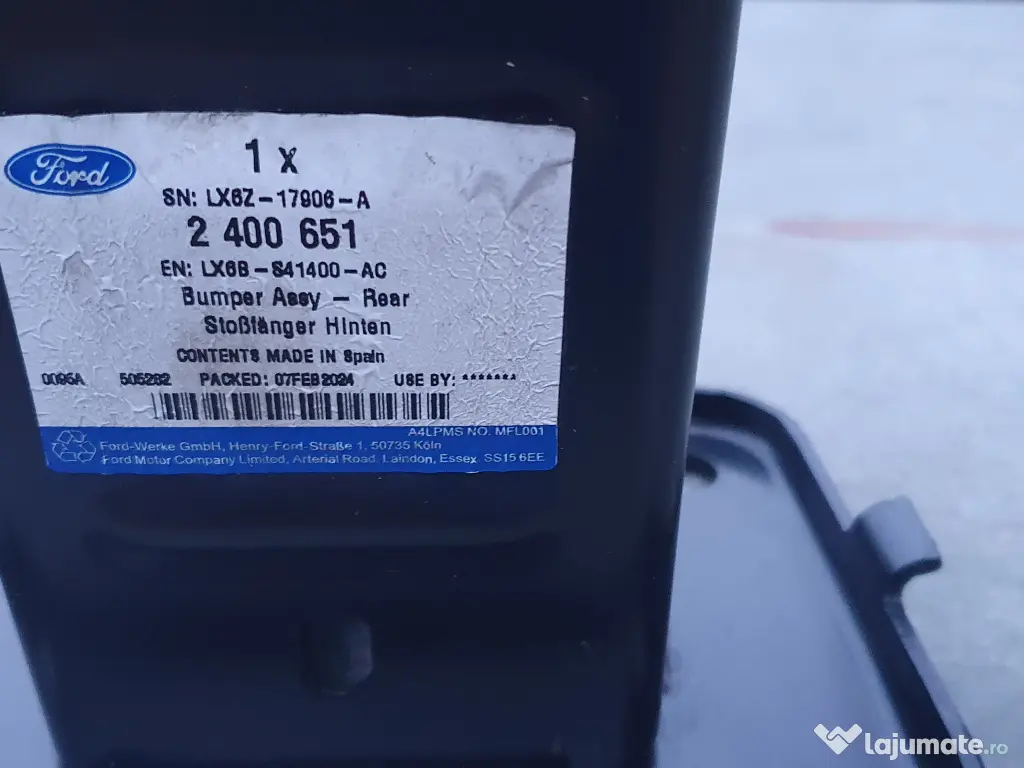 Ford
1 x
SN: LX6Z-17906-A
2 400 651
EN: LX6B-S41400-AC
Bumper Assy - Rear
Stoßfänger Hinten
CONTENTS MADE IN Spain
0095A 505282 PACKED: 07FEB2024 USE BY: *******
A4LPMS NO. MFL001
Ford-Werke GmbH, Henry-Ford-Straße 1, 50735 Köln
Ford Motor Company Limited, Arterial Road, Laindon, Essex SS15 6EE
lajumate.ro